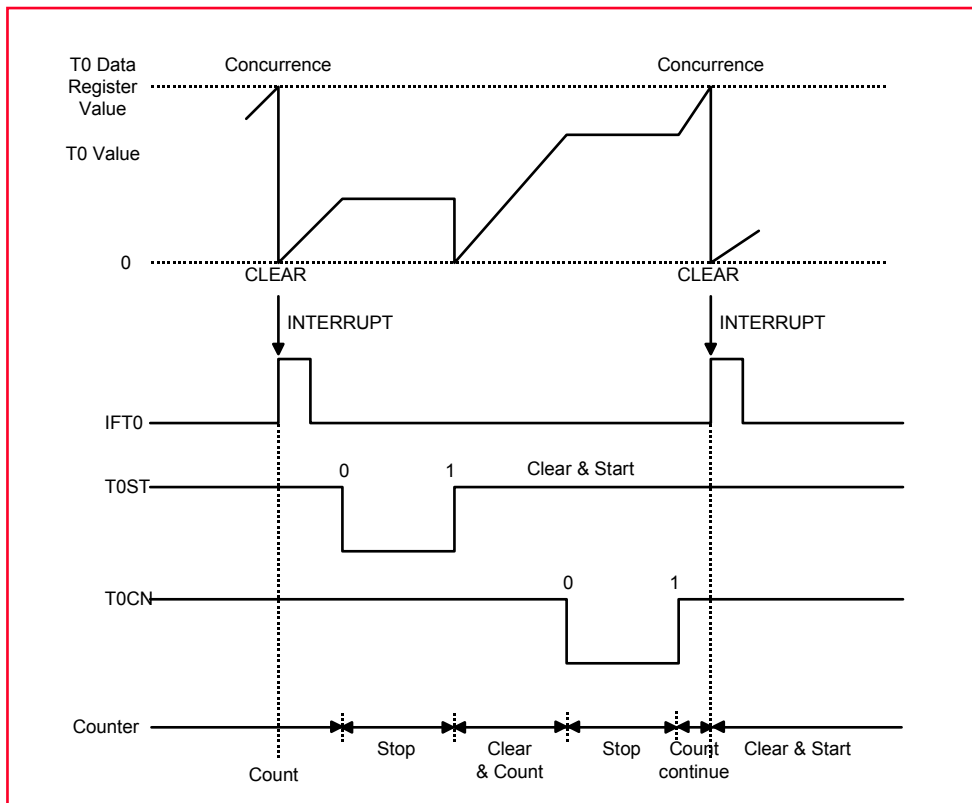 T0 Data
Register
Value
Concurrence
Concurrence
T0 Value
0
CLEAR
CLEAR
INTERRUPT
INTERRUPT
IFT0
0
1
Clear & Start
T0ST
0
1
T0CN
Counter
Stop
Clear
& Count
Stop
Count
continue
Clear & Start
Count